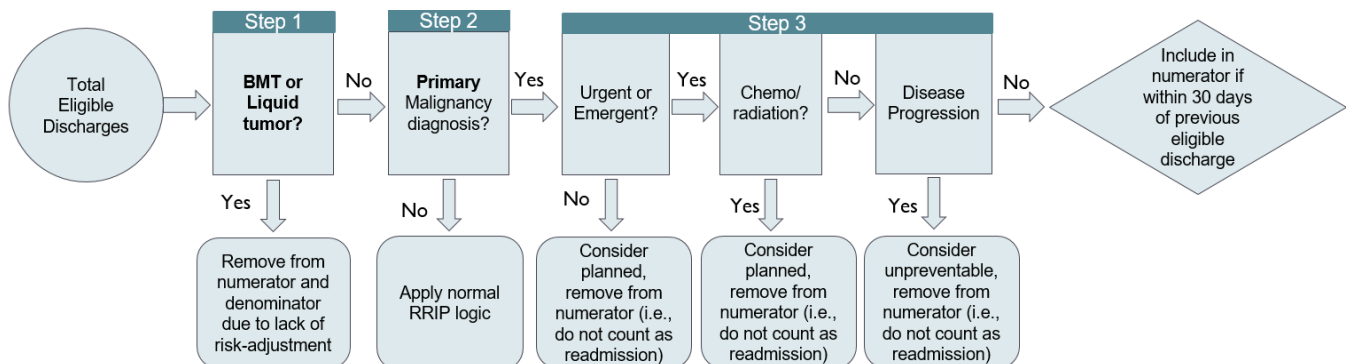 Step 1
Step 2
Step 3
Total
Eligible
Discharges
BMT or
Liquid
tumor?
No
Primary
Malignancy
diagnosis?
Yes
Urgent or
Emergent?
Yes
Chemo/
radiation?
No
Disease
Progression
No
Include in
numerator if
within 30 days
of previous
eligible
discharge
Yes
No
No
Yes
Yes
Remove from
numerator and
denominator
due to lack of
risk-adjustment
Apply normal
RRIP logic
Consider
planned,
remove from
numerator (i.e.,
do not count as
readmission)
Consider
planned,
remove from
numerator (i.e.,
do not count as
readmission)
Consider
unpreventable,
remove from
numerator (i.e.,
do not count as
readmission)